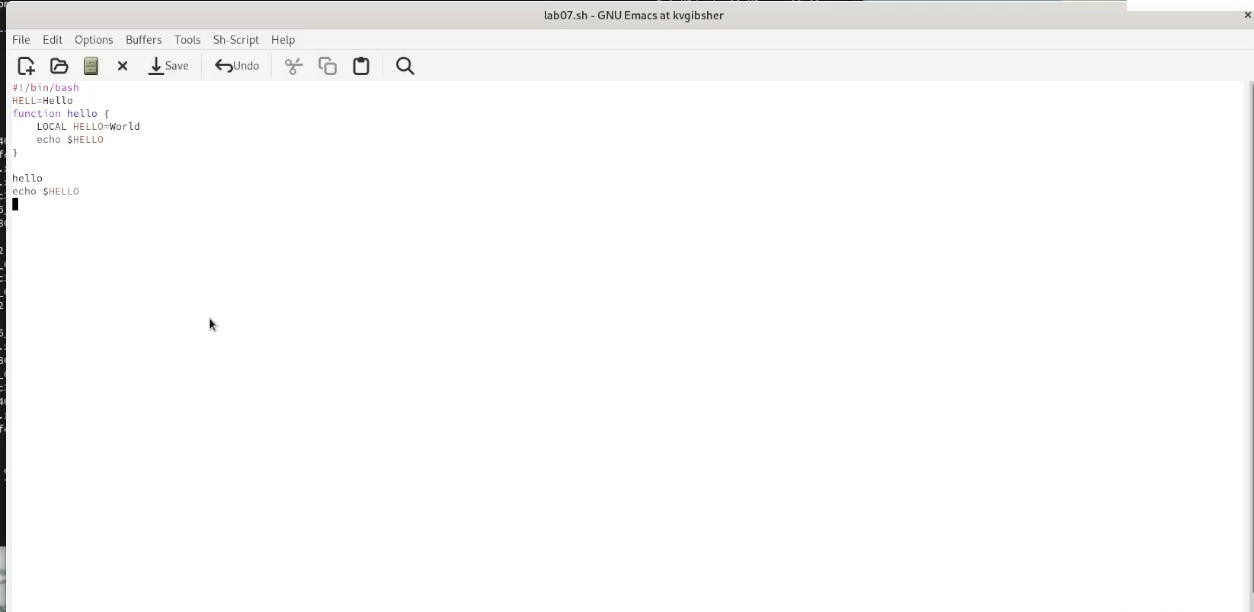 lab07.sh - GNU Emacs at kvgibsher
File Edit Options Buffers Tools Sh-Script Help
Save Undo
#!/bin/bash
HELL=Hello
function hello {
    LOCAL HELLO=World
    echo $HELLO
}
hello
echo $HELLO